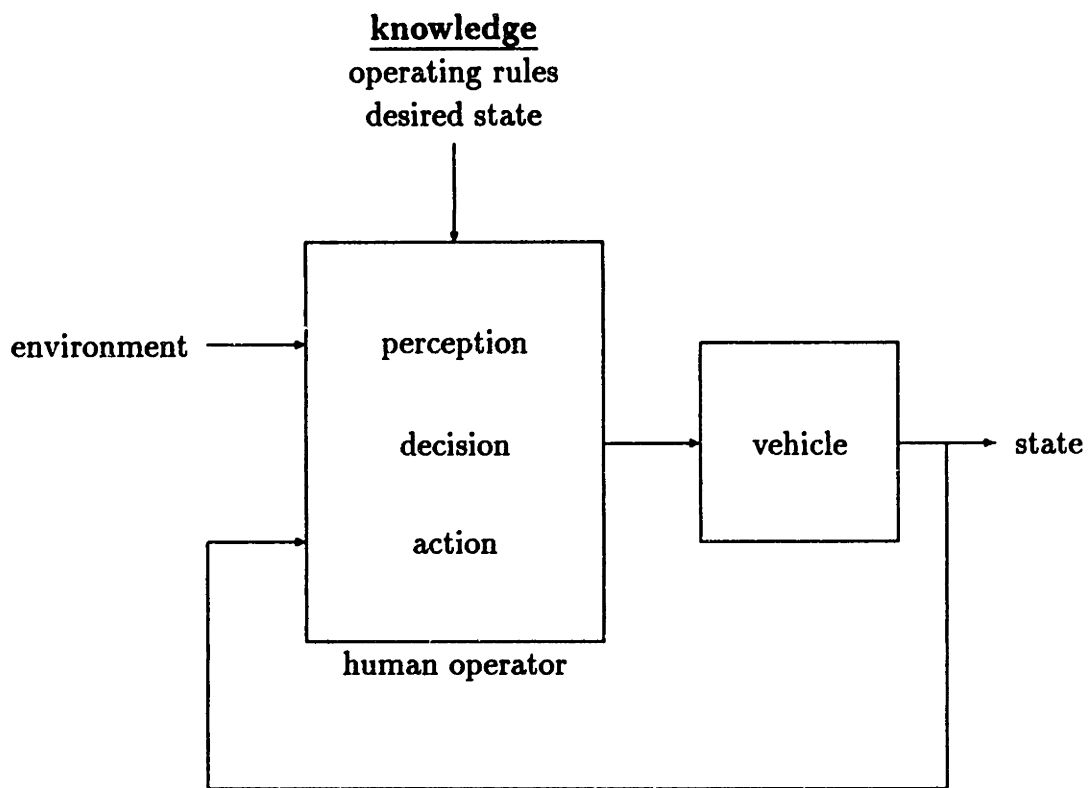 knowledge
operating rules
desired state
environment
perception
decision
action
vehicle
state
human operator